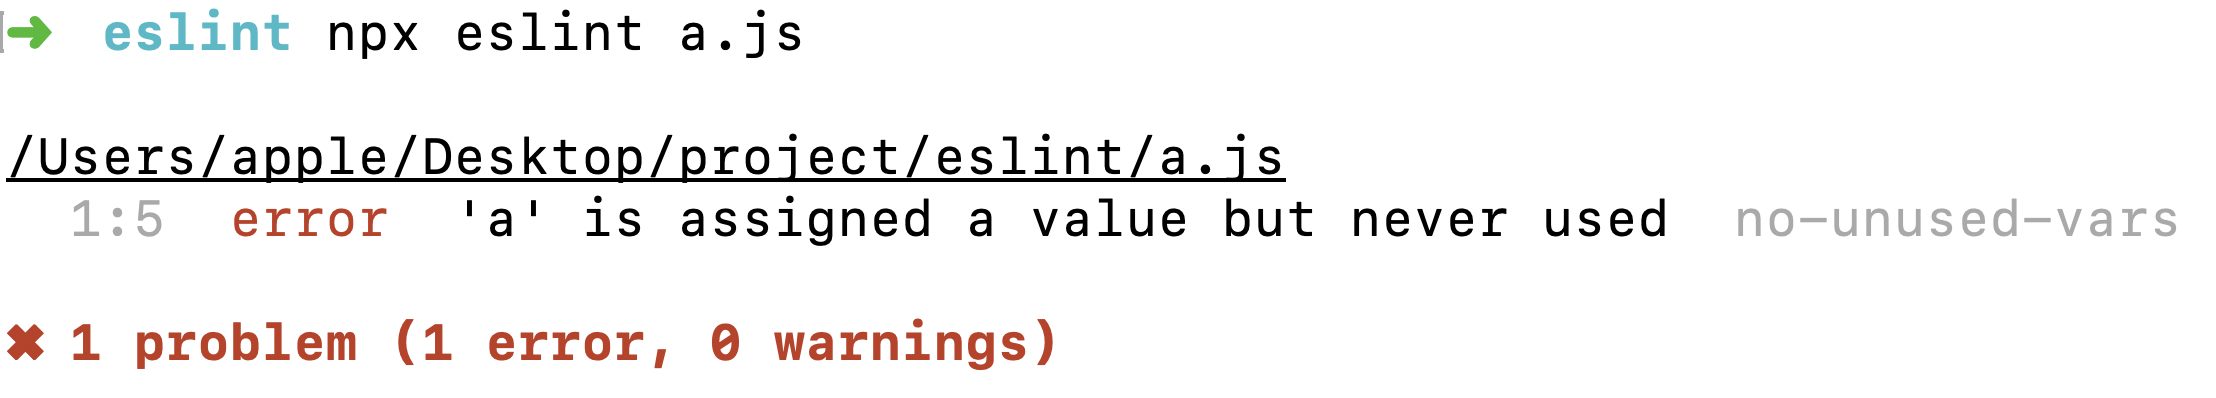 ➜ eslint npx eslint a.js
/Users/apple/Desktop/project/eslint/a.js
1:5 error 'a' is assigned a value but never used no-unused-vars
✖ 1 problem (1 error, 0 warnings)